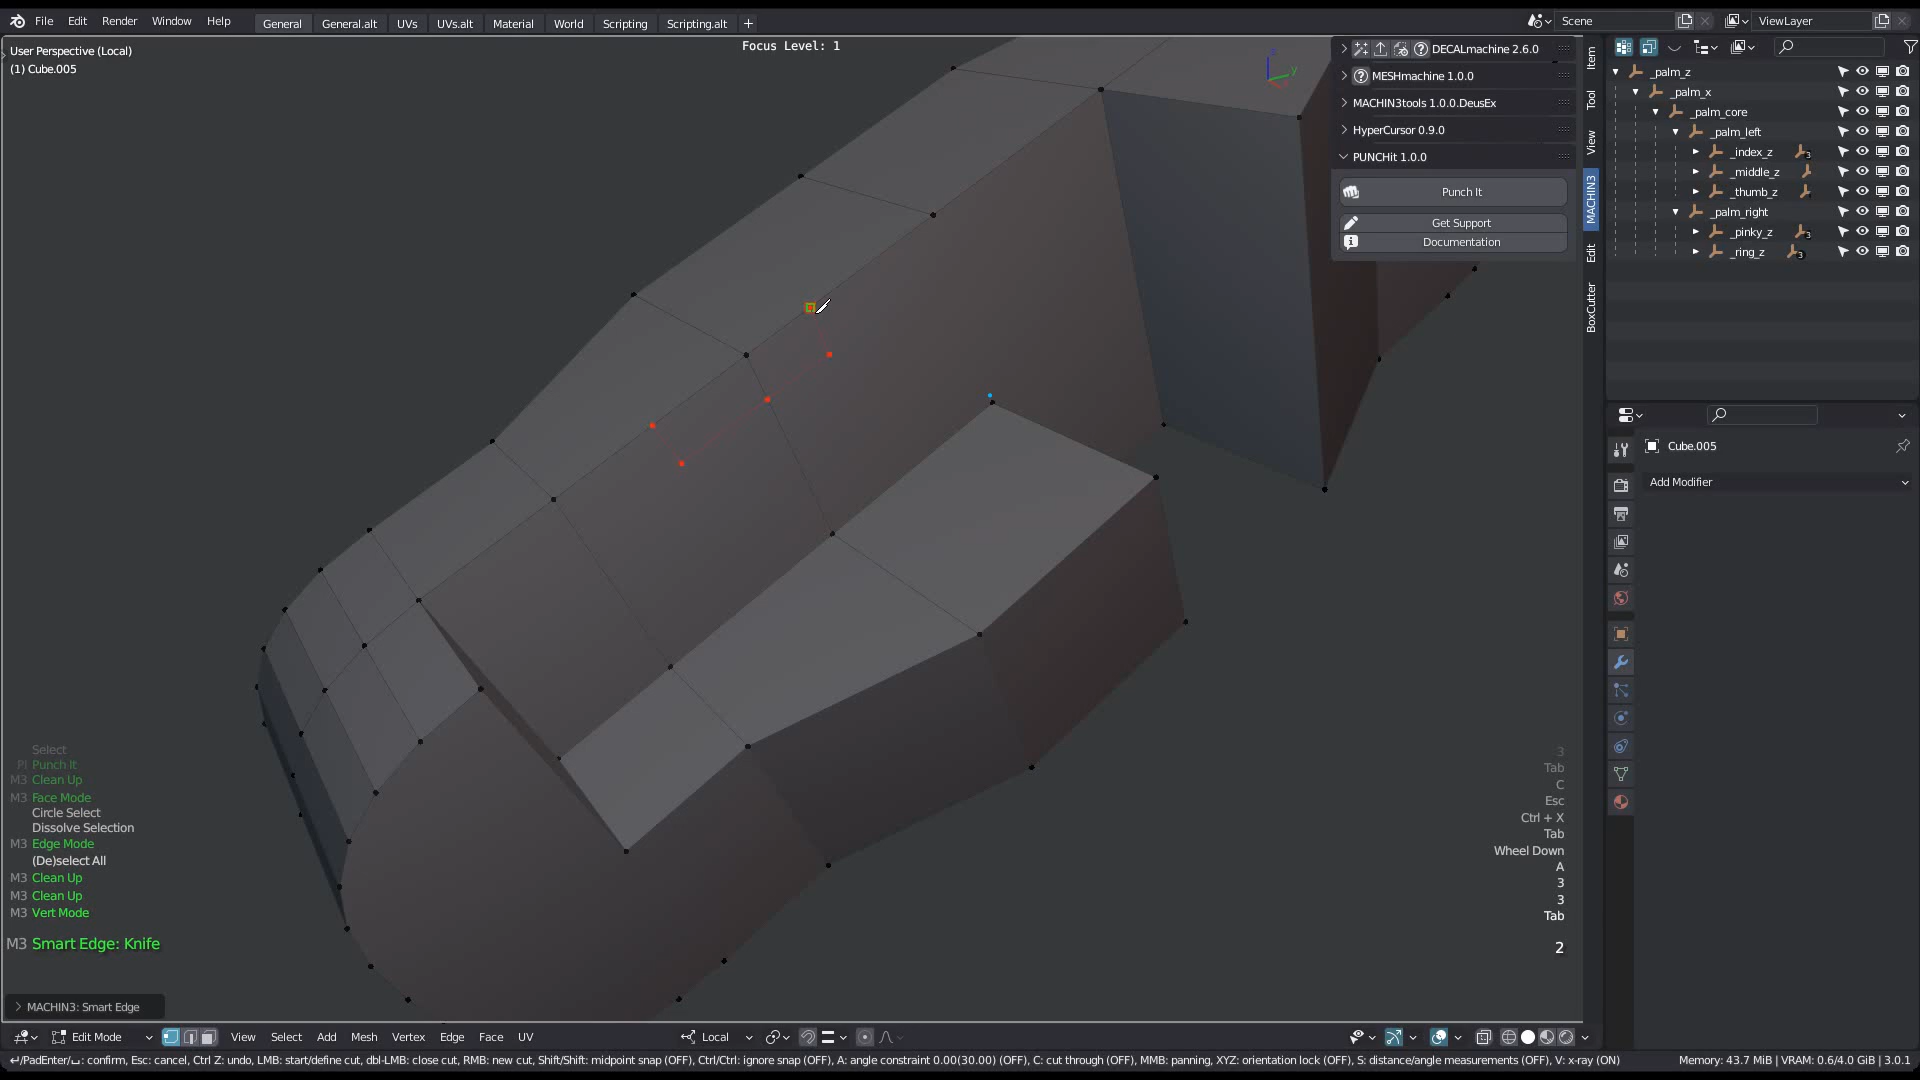 File Edit Render Window Help General General.alt UVs UVs.alt Material World Scripting Scripting.alt + Scene ViewLayer
User Perspective (Local)
(1) Cube.005
Focus Level: 1
DECALmachine 2.6.0
MESHmachine 1.0.0
MACHIN3tools 1.0.0.DeusEx
HyperCursor 0.9.0
PUNCHit 1.0.0
Punch It
Get Support
Documentation
Item
Tool
View
MACHIN3
Edit
BoxCutter
_palm_z
_palm_x
_palm_core
_palm_left
_index_z 3
_middle_z
_thumb_z
_palm_right
_pinky_z 3
_ring_z 3
Cube.005
Add Modifier
Select
PI Punch It
M3 Clean Up
M3 Face Mode
Circle Select
Dissolve Selection
M3 Edge Mode
(De)select All
M3 Clean Up
M3 Clean Up
M3 Vert Mode
M3 Smart Edge: Knife
3
Tab
C
Esc
Ctrl + X
Tab
Wheel Down
A
3
3
Tab
2
MACHIN3: Smart Edge
Edit Mode View Select Add Mesh Vertex Edge Face UV Local
↵/PadEnter/␣: confirm, Esc: cancel, Ctrl Z: undo, LMB: start/define cut, dbl-LMB: close cut, RMB: new cut, Shift/Shift: midpoint snap (OFF), Ctrl/Ctrl: ignore snap (OFF), A: angle constraint 0.00(30.00) (OFF), C: cut through (OFF), MMB: panning, XYZ: orientation lock (OFF), S: distance/angle measurements (OFF), V: x-ray (ON) Memory: 43.7 MiB | VRAM: 0.6/4.0 GiB | 3.0.1